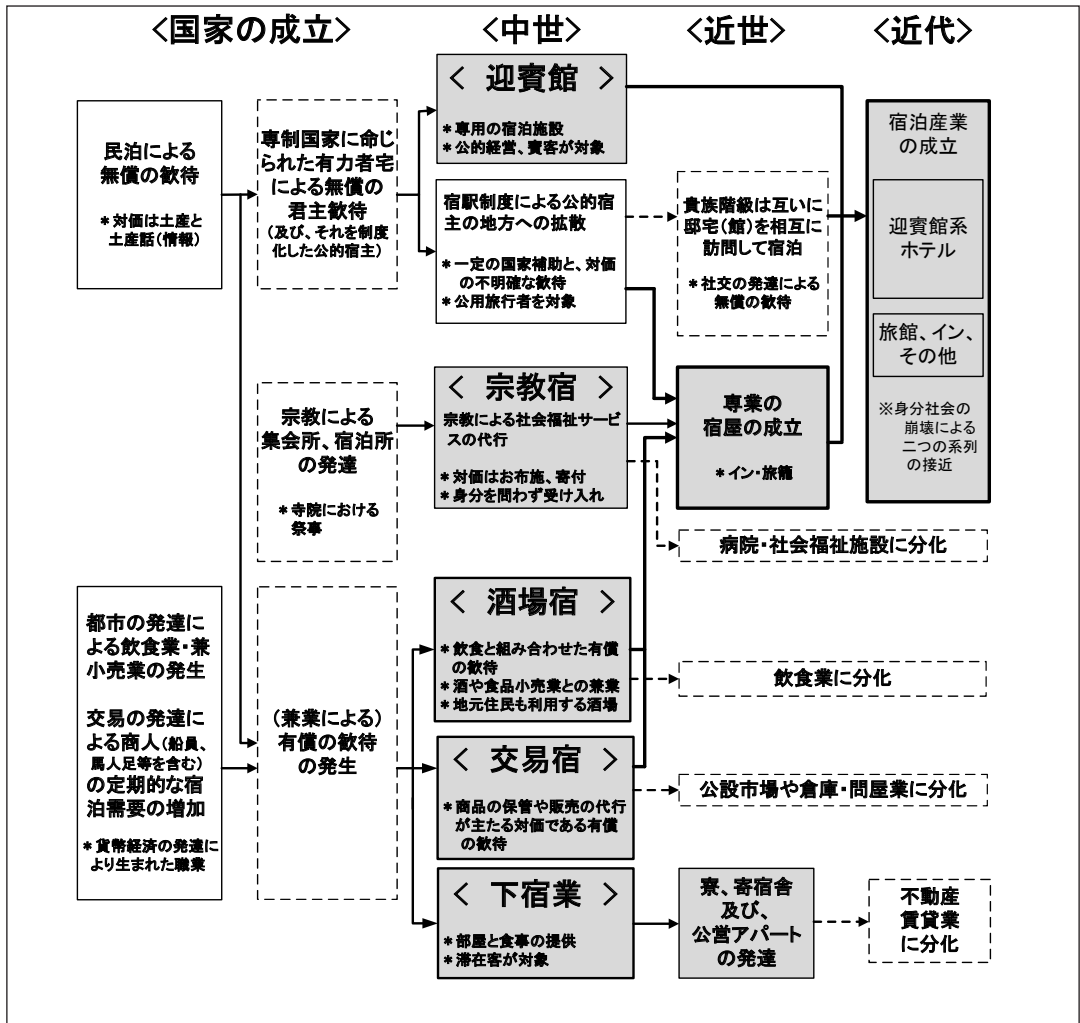 <国家の成立>
<中世>
<近世>
<近代>
民泊による
無償の歓待
*対価は土産と
土産話(情報)
専制国家に命じ
られた有力者宅
による無償の
君主歓待
(及び、それを制度
化した公的宿主)
< 迎賓館 >
*専用の宿泊施設
*公的経営、賓客が対象
宿駅制度による公的宿
主の地方への拡散
*一定の国家補助と、対価
の不明確な歓待
*公用旅行者を対象
貴族階級は互いに
邸宅(館)を相互に
訪問して宿泊
*社交の発達による
無償の歓待
宿泊産業
の成立
迎賓館系
ホテル
旅館、イン、
その他
※身分社会の
崩壊による
二つの系列
の接近
宗教による
集会所、宿泊所
の発達
*寺院における
祭事
< 宗教宿 >
宗教による社会福祉サービ
スの代行
*対価はお布施、寄付
*身分を問わず受け入れ
専業の
宿屋の成立
*イン・旅籠
病院・社会福祉施設に分化
都市の発達によ
る飲食業・兼
小売業の発生
交易の発達に
よる商人(船員、
馬人足等を含む)
の定期的な宿
泊需要の増加
*貨幣経済の発達に
より生まれた職業
(兼業による)
有償の歓待
の発生
< 酒場宿 >
*飲食と組み合わせた有償
の歓待
*酒や食品小売業との兼業
*地元住民も利用する酒場
飲食業に分化
< 交易宿 >
*商品の保管や販売の代行
が主たる対価である有償
の歓待
公設市場や倉庫・問屋業に分化
< 下宿業 >
*部屋と食事の提供
*滞在客が対象
寮、寄宿舎
及び、
公営アパート
の発達
不動産
賃貸業
に分化